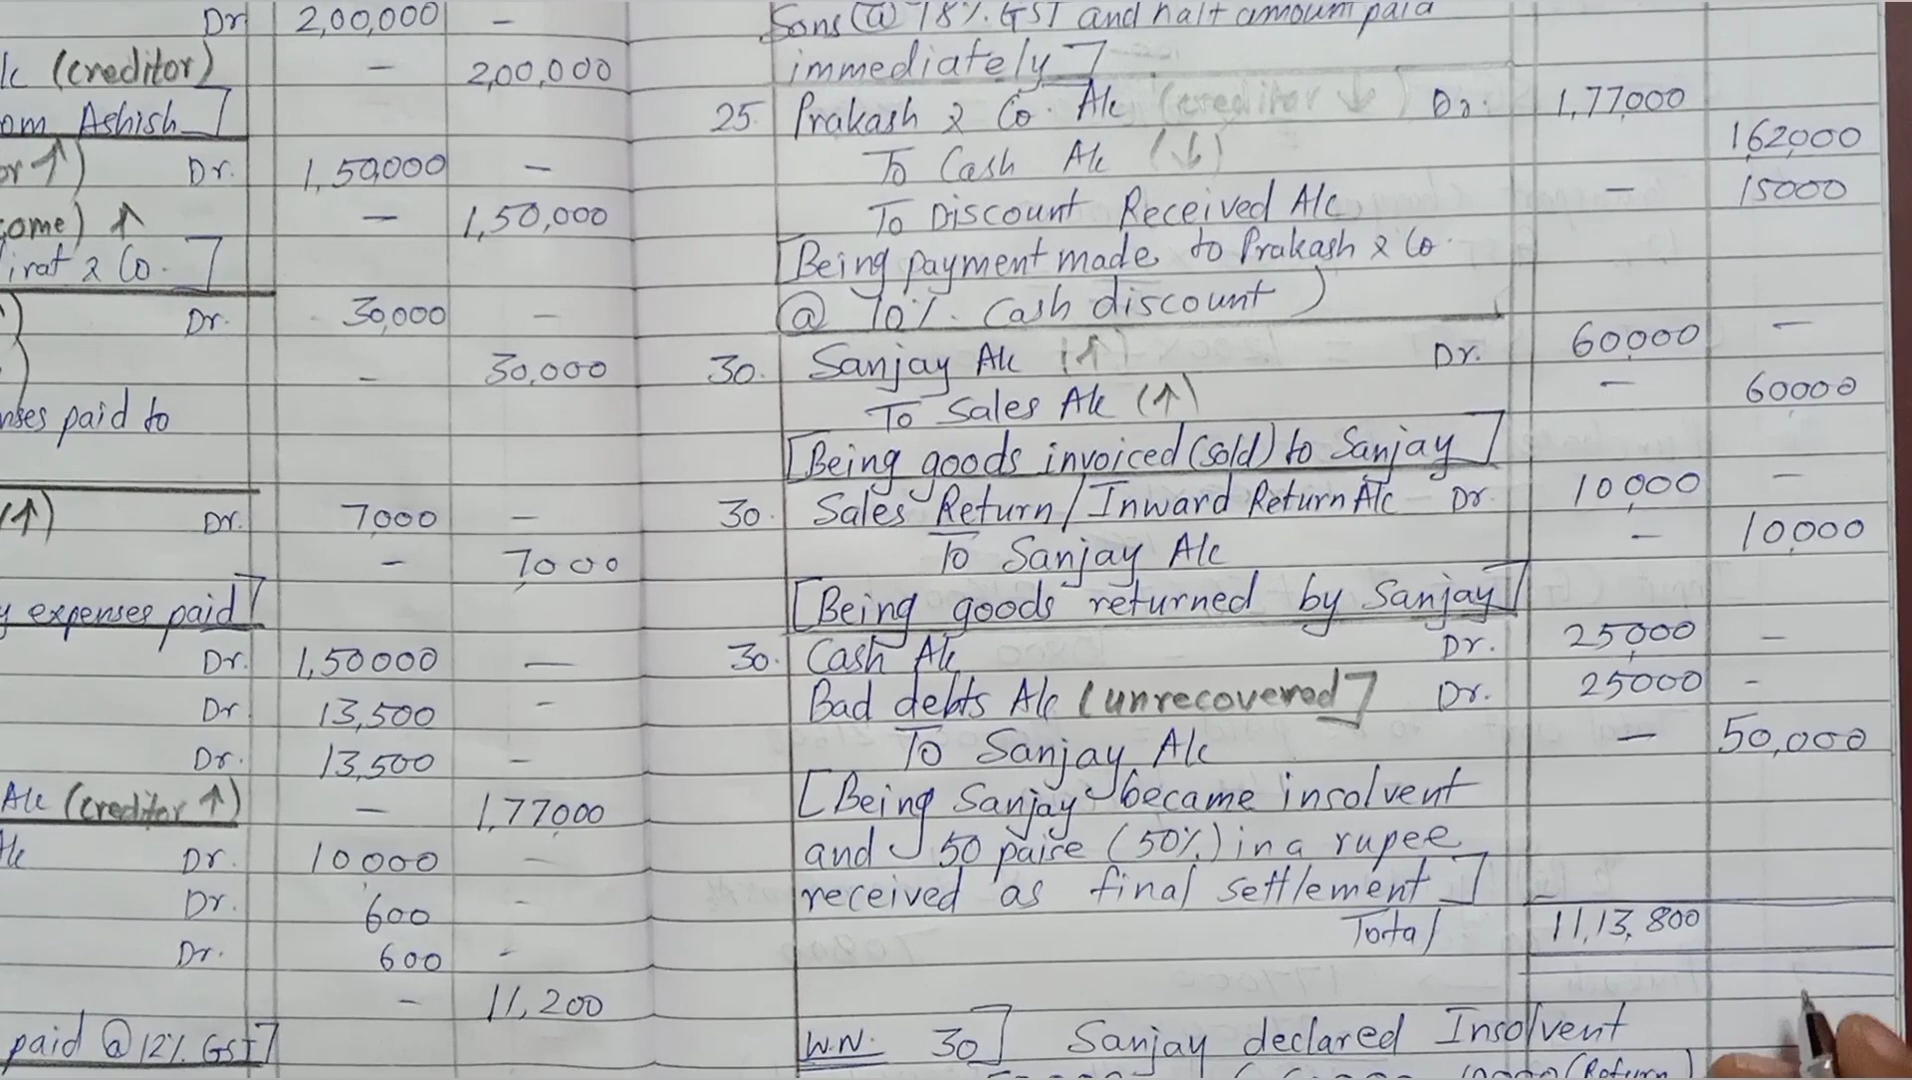 Dr 2,00,000 -
(creditor) - 2,00,000
om Ashish]
or ↑) Dr. 1,50,000 -
come) ↑ - 1,50,000
irat & Co.]
) Dr. 30,000 -
) - 30,000
nses paid to
(↑) Dr. 7000 -
- 7000
y expenses paid]
Dr. 1,50000 -
Dr 13,500 -
Dr. 13,500 -
A/c (creditor ↑) - 1,77000
Dr. 10000 -
Dr. 600 -
Dr. 600 -
- 11,200
paid @ 12% GST]
Sons @ 18% GST and half amount paid
immediately]
25. Prakash & Co. A/c (creditor ↓) Dr. 1,77000
To Cash A/c (↓) 162,000
To Discount Received A/c - 15000
[Being payment made to Prakash & Co.
@ 10%. Cash discount)
30. Sanjay A/c (↑) Dr. 60000 -
To Sales A/c (↑) - 60000
[Being goods invoiced (sold) to Sanjay]
30. Sales Return/Inward Return A/c Dr. 10,000 -
To Sanjay A/c - 10,000
[Being goods returned by Sanjay]
30. Cash A/c Dr. 25000 -
Bad debts A/c (unrecovered] Dr. 25000 -
To Sanjay A/c - 50,000
[Being Sanjay became insolvent
and 50 paise (50%) in a rupee
received as final settlement]
Total 11,13,800
W.N. 30] Sanjay declared Insolvent
(Return)